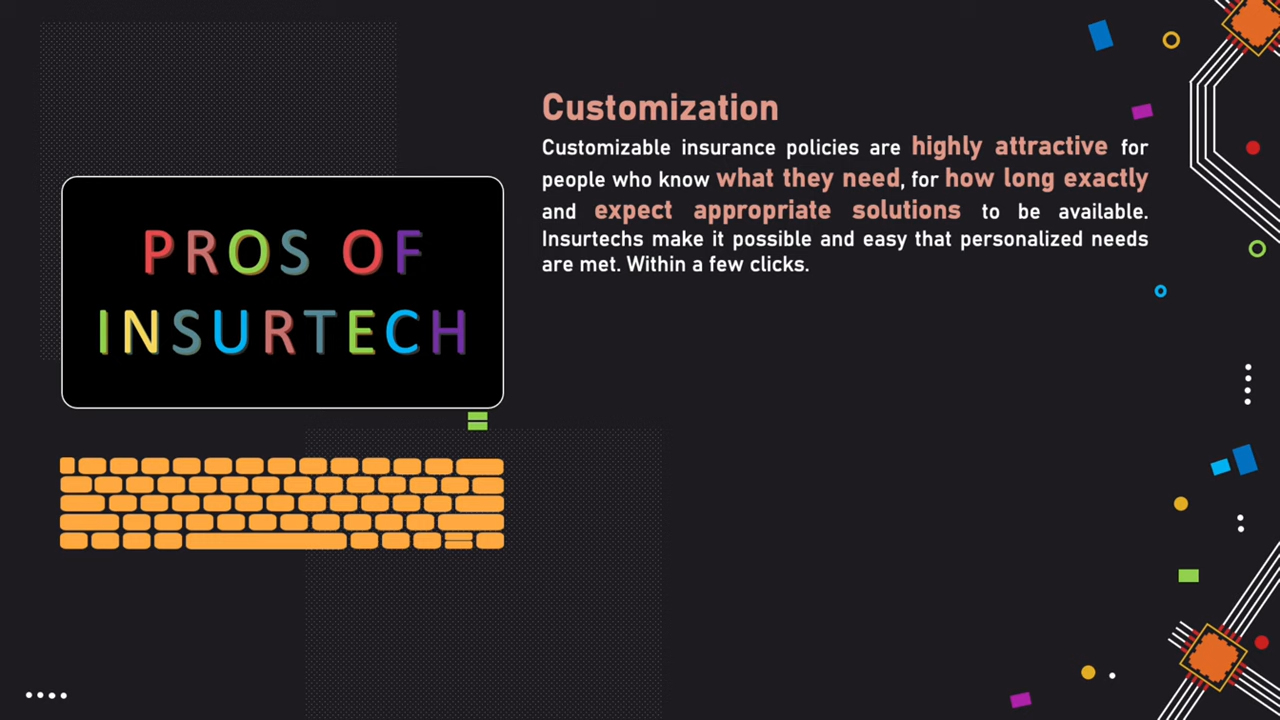 PROS OF
INSURTECH
Customization
Customizable insurance policies are highly attractive for
people who know what they need, for how long exactly
and expect appropriate solutions to be available.
Insurtechs make it possible and easy that personalized needs
are met. Within a few clicks.